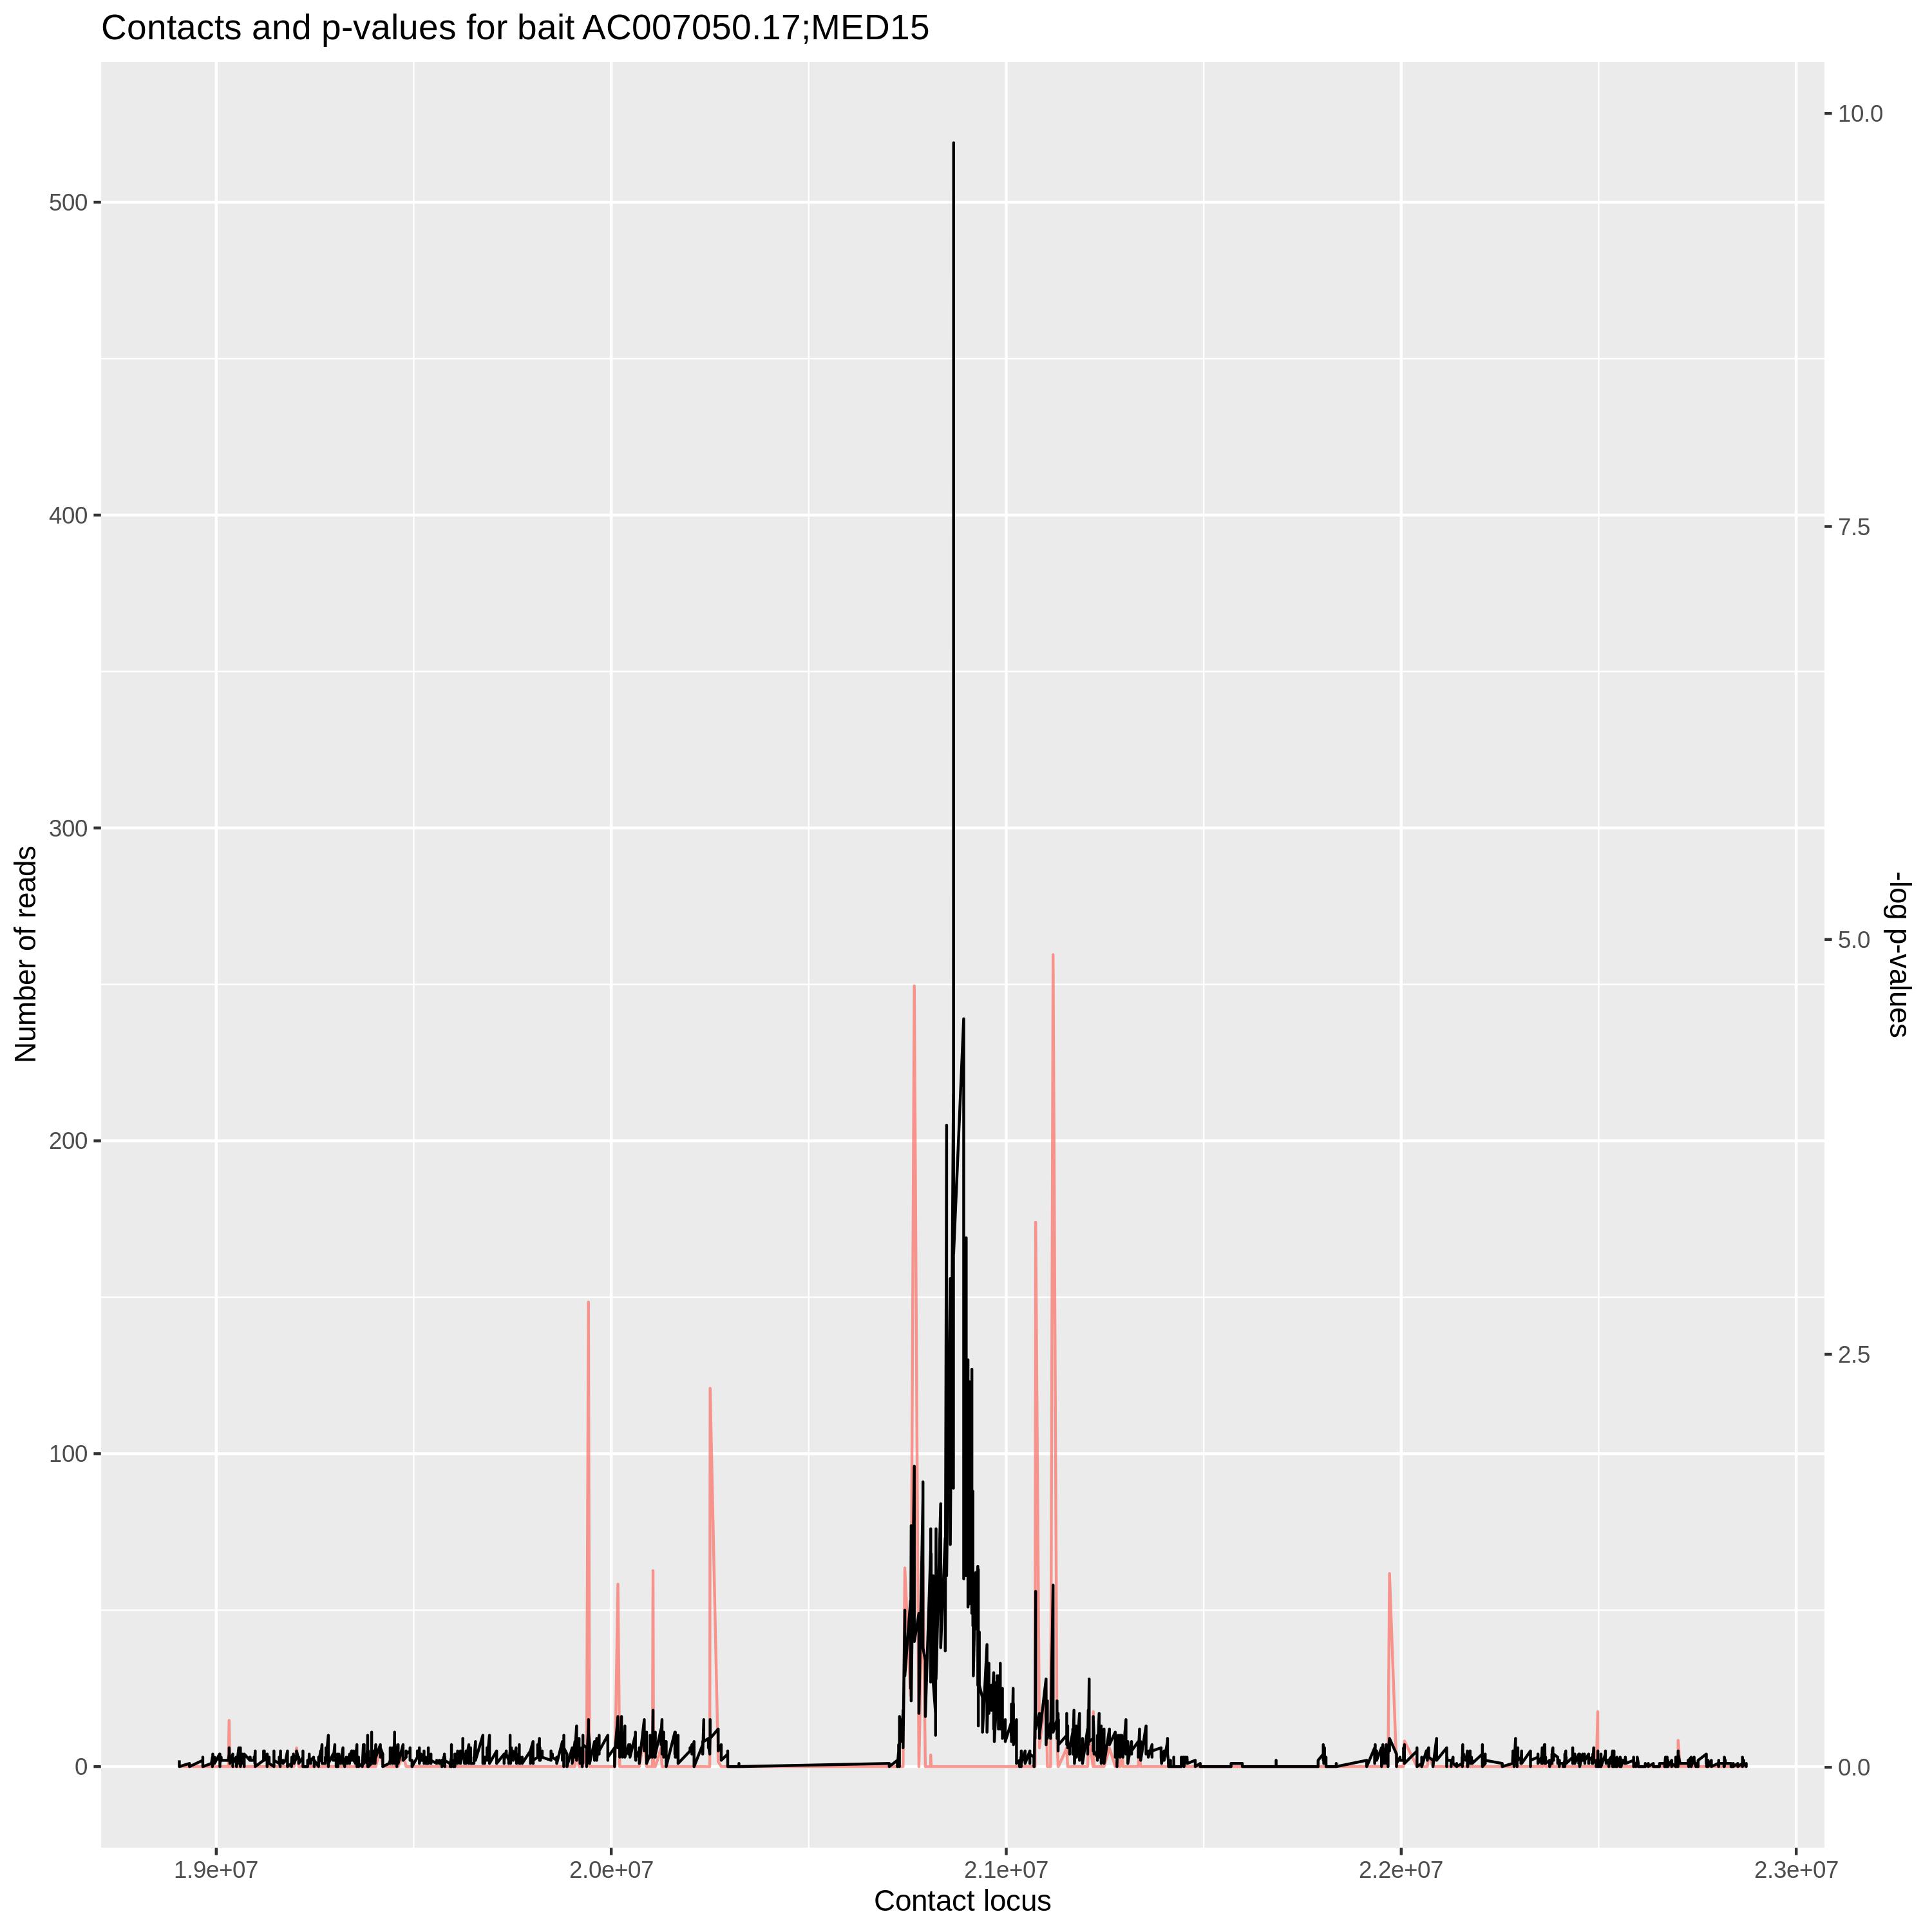 Contacts and p-values for bait AC007050.17;MED15
Number of reads
500
400
300
200
100
0
10.0
7.5
5.0
2.5
0.0
-log p-values
1.9e+07
2.0e+07
2.1e+07
2.2e+07
2.3e+07
Contact locus